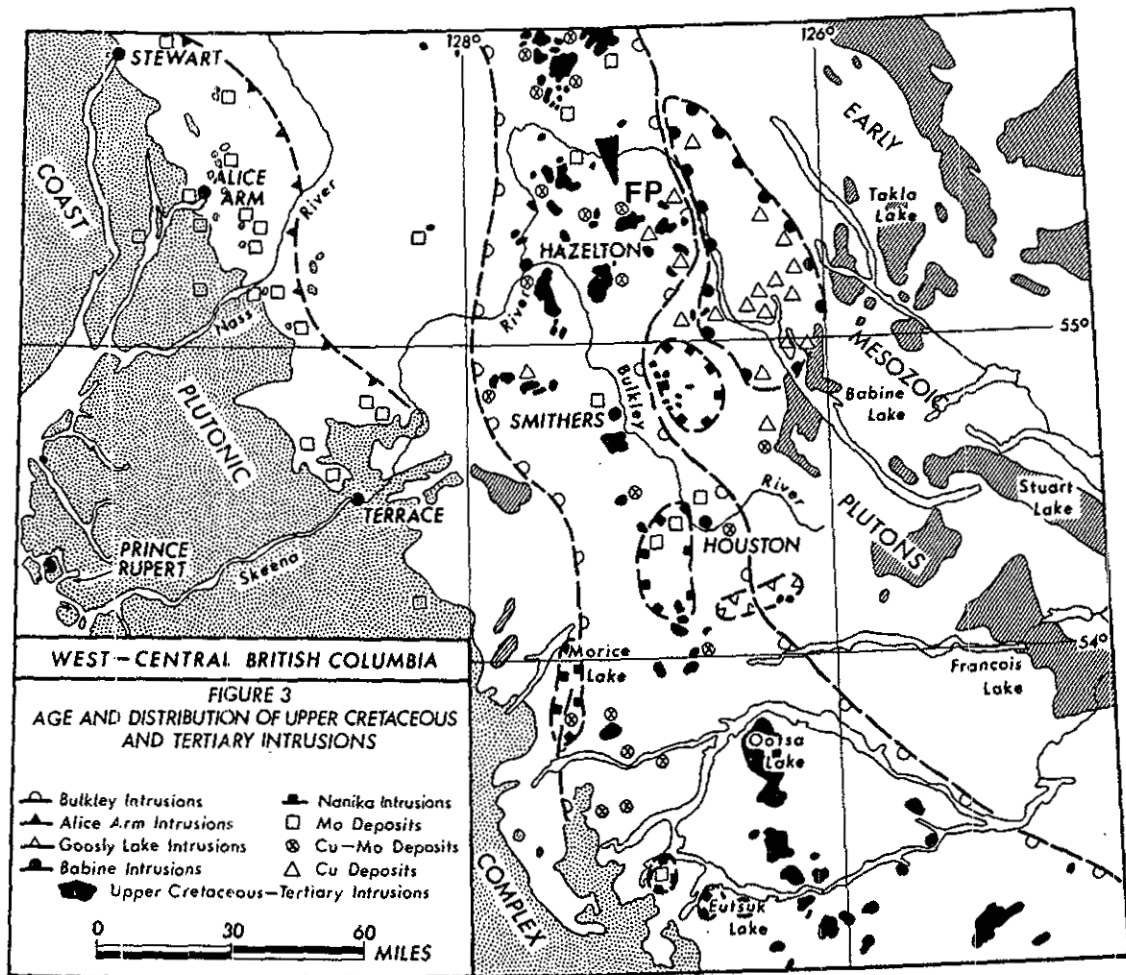 STEWART
128°
126°
COAST
ALICE
ARM
River
Nass
FP
HAZELTON
River
EARLY
Takla
Lake
55°
MESOZOIC
Babine
Lake
PLUTONIC
SMITHERS
Bulkley
River
Stuart
Lake
TERRACE
PRINCE
RUPERT
Skeena
HOUSTON
PLUTONS
54°
Morice
Lake
Francois
Lake
Ootsa
Lake
COMPLEX
Eutsuk
Lake
WEST-CENTRAL BRITISH COLUMBIA
FIGURE 3
AGE AND DISTRIBUTION OF UPPER CRETACEOUS
AND TERTIARY INTRUSIONS
Bulkley Intrusions
Alice Arm Intrusions
Goosly Lake Intrusions
Babine Intrusions
Nanika Intrusions
Mo Deposits
Cu-Mo Deposits
Cu Deposits
Upper Cretaceous-Tertiary Intrusions
0 30 60
MILES